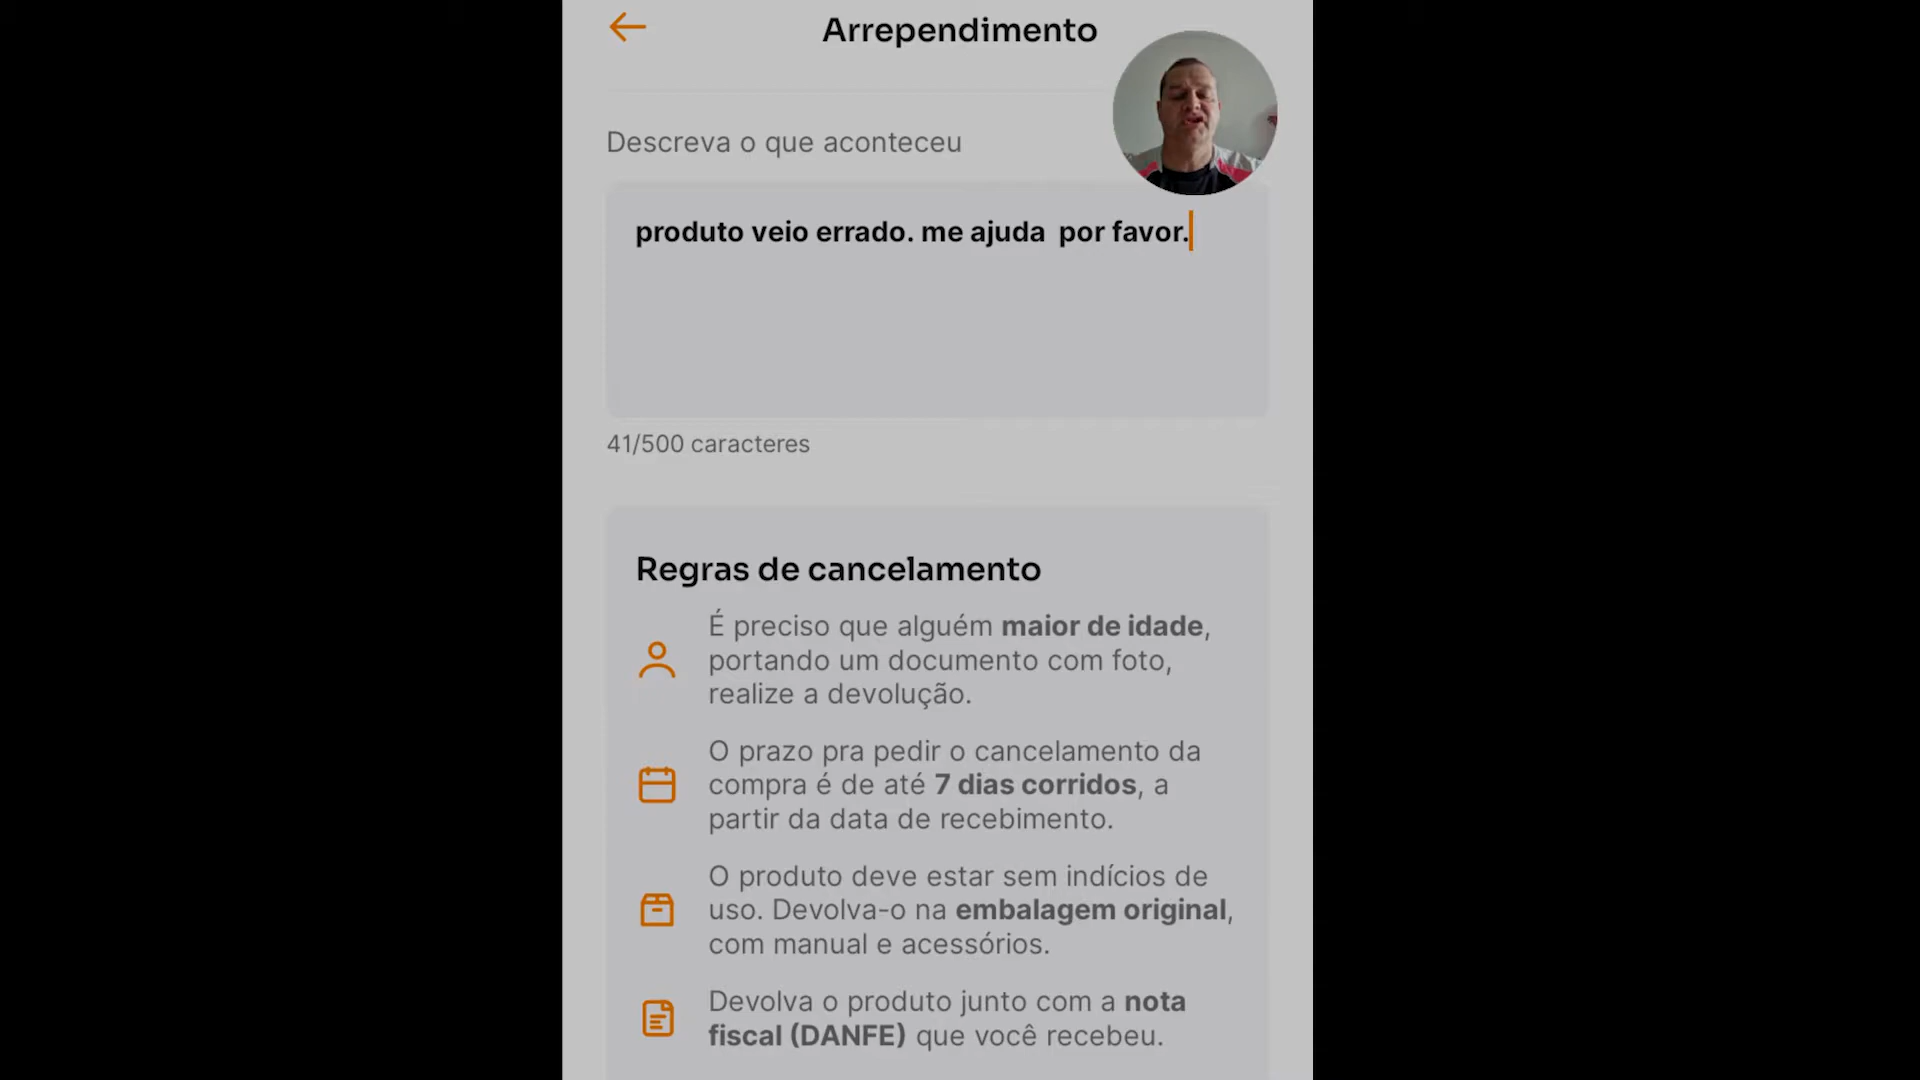 Arrependimento
Descreva o que aconteceu
produto veio errado. me ajuda  por favor.
41/500 caracteres
Regras de cancelamento
É preciso que alguém maior de idade,
portando um documento com foto,
realize a devolução.
O prazo pra pedir o cancelamento da
compra é de até 7 dias corridos, a
partir da data de recebimento.
O produto deve estar sem indícios de
uso. Devolva-o na embalagem original,
com manual e acessórios.
Devolva o produto junto com a nota
fiscal (DANFE) que você recebeu.